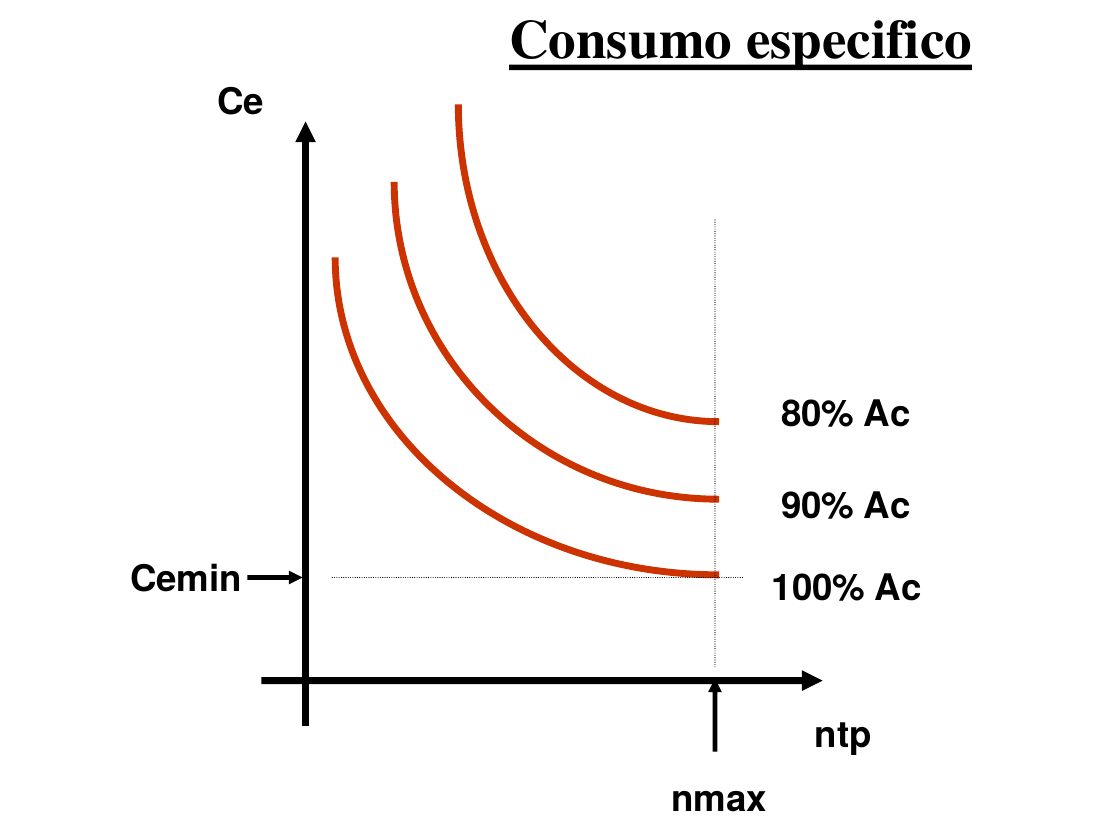 Consumo especifico
Ce
80% Ac
90% Ac
Cemin
100% Ac
ntp
nmax